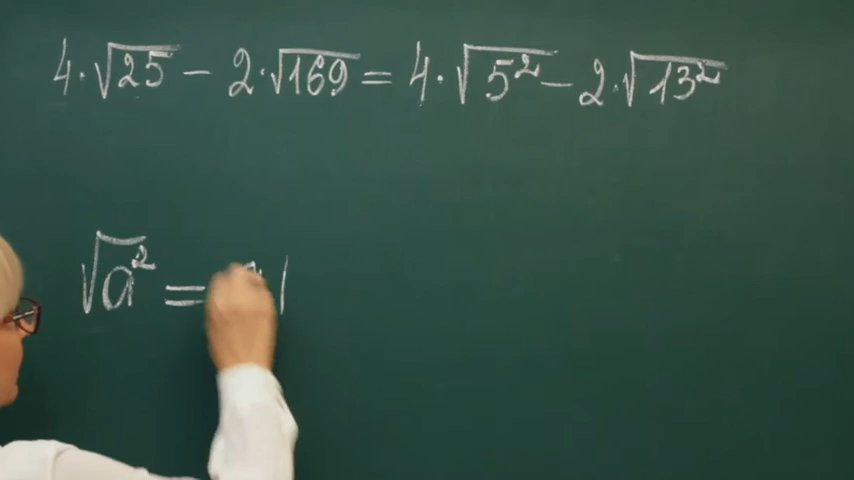 4·√25 − 2·√169 = 4·√5² − 2·√13²
√a² = |